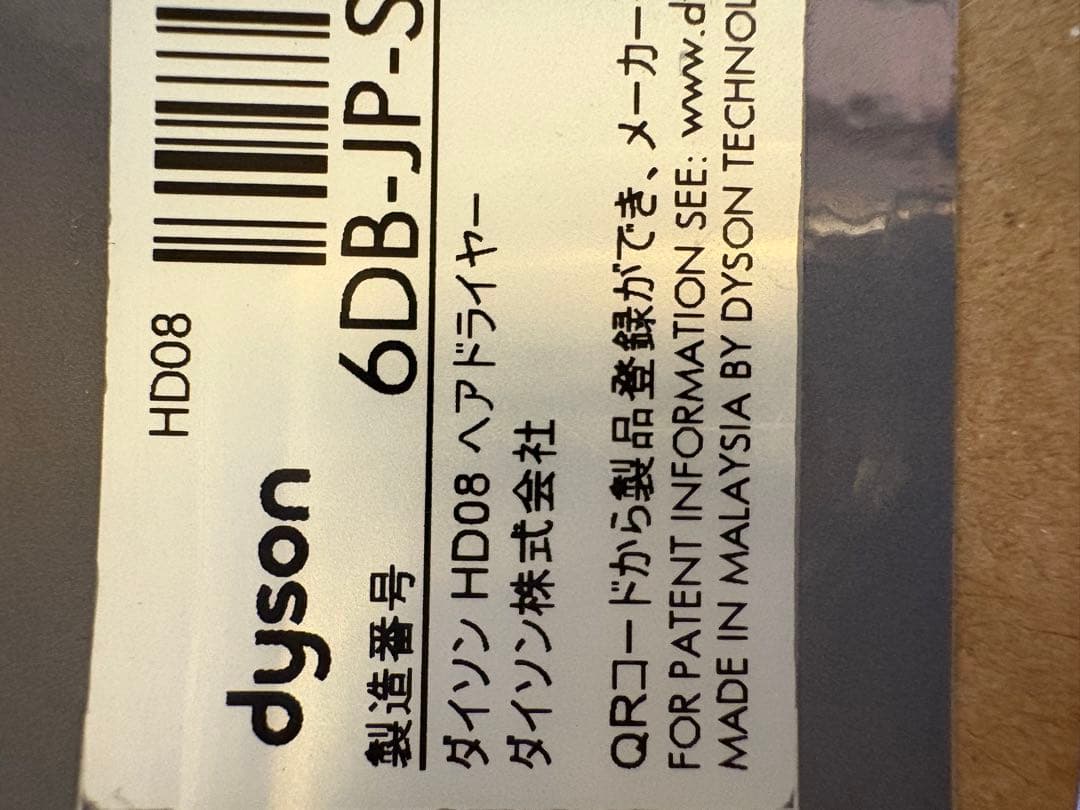 HD08
dyson
製造番号 6DB-JP-S
ダイソン HD08 ヘアドライヤー
ダイソン株式会社
QRコードから製品登録ができ、メーカー
FOR PATENT INFORMATION SEE: www.d
MADE IN MALAYSIA BY DYSON TECHNOL